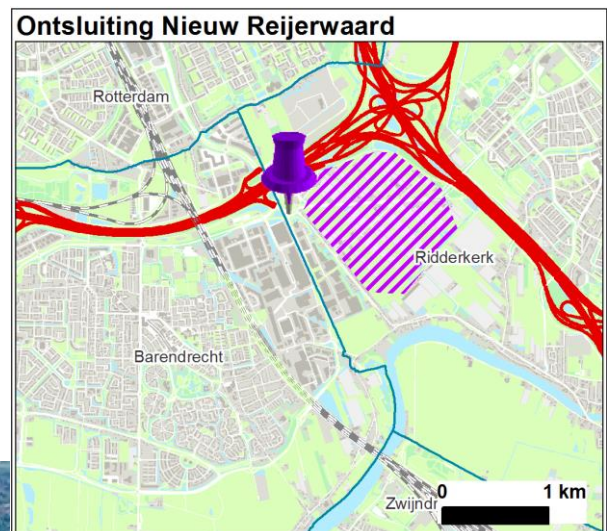 Ontsluiting Nieuw Reijerwaard
Rotterdam
Ridderkerk
Barendrecht
Zwijndr
0 1 km